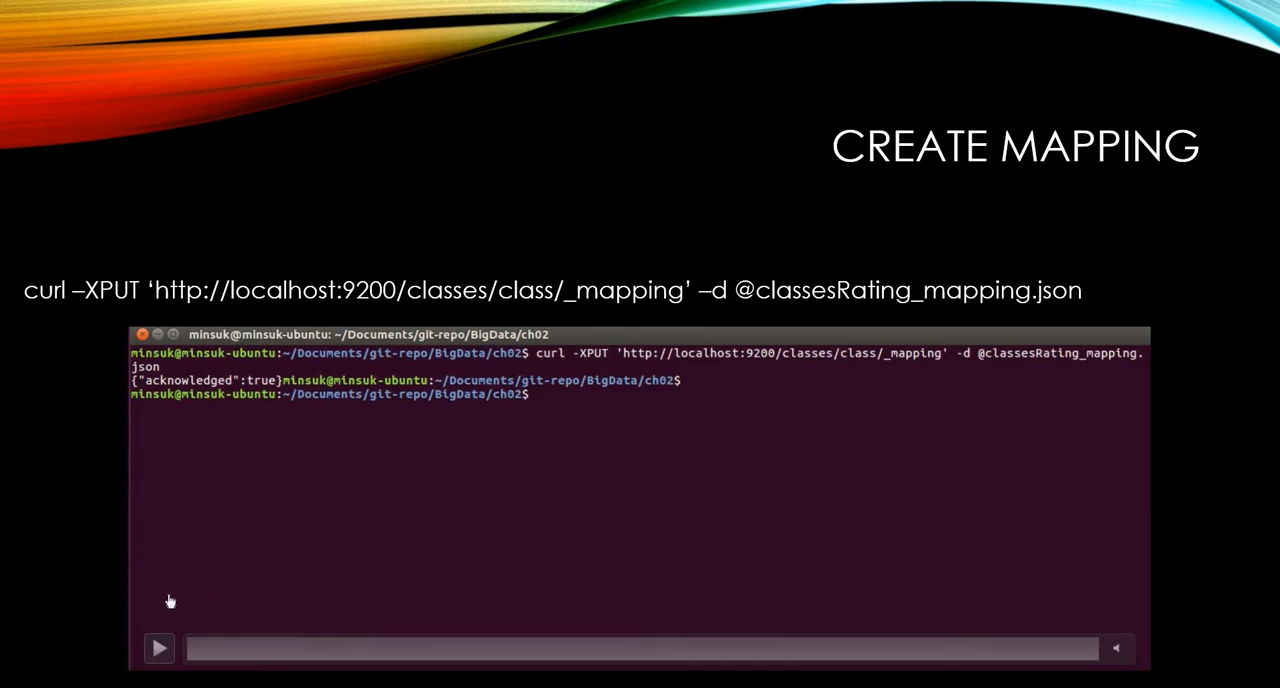 CREATE MAPPING
curl –XPUT ‘http://localhost:9200/classes/class/_mapping’ –d @classesRating_mapping.json
minsuk@minsuk-ubuntu: ~/Documents/git-repo/BigData/ch02
minsuk@minsuk-ubuntu:~/Documents/git-repo/BigData/ch02$ curl -XPUT 'http://localhost:9200/classes/class/_mapping' -d @classesRating_mapping.
json
{"acknowledged":true}minsuk@minsuk-ubuntu:~/Documents/git-repo/BigData/ch02$
minsuk@minsuk-ubuntu:~/Documents/git-repo/BigData/ch02$